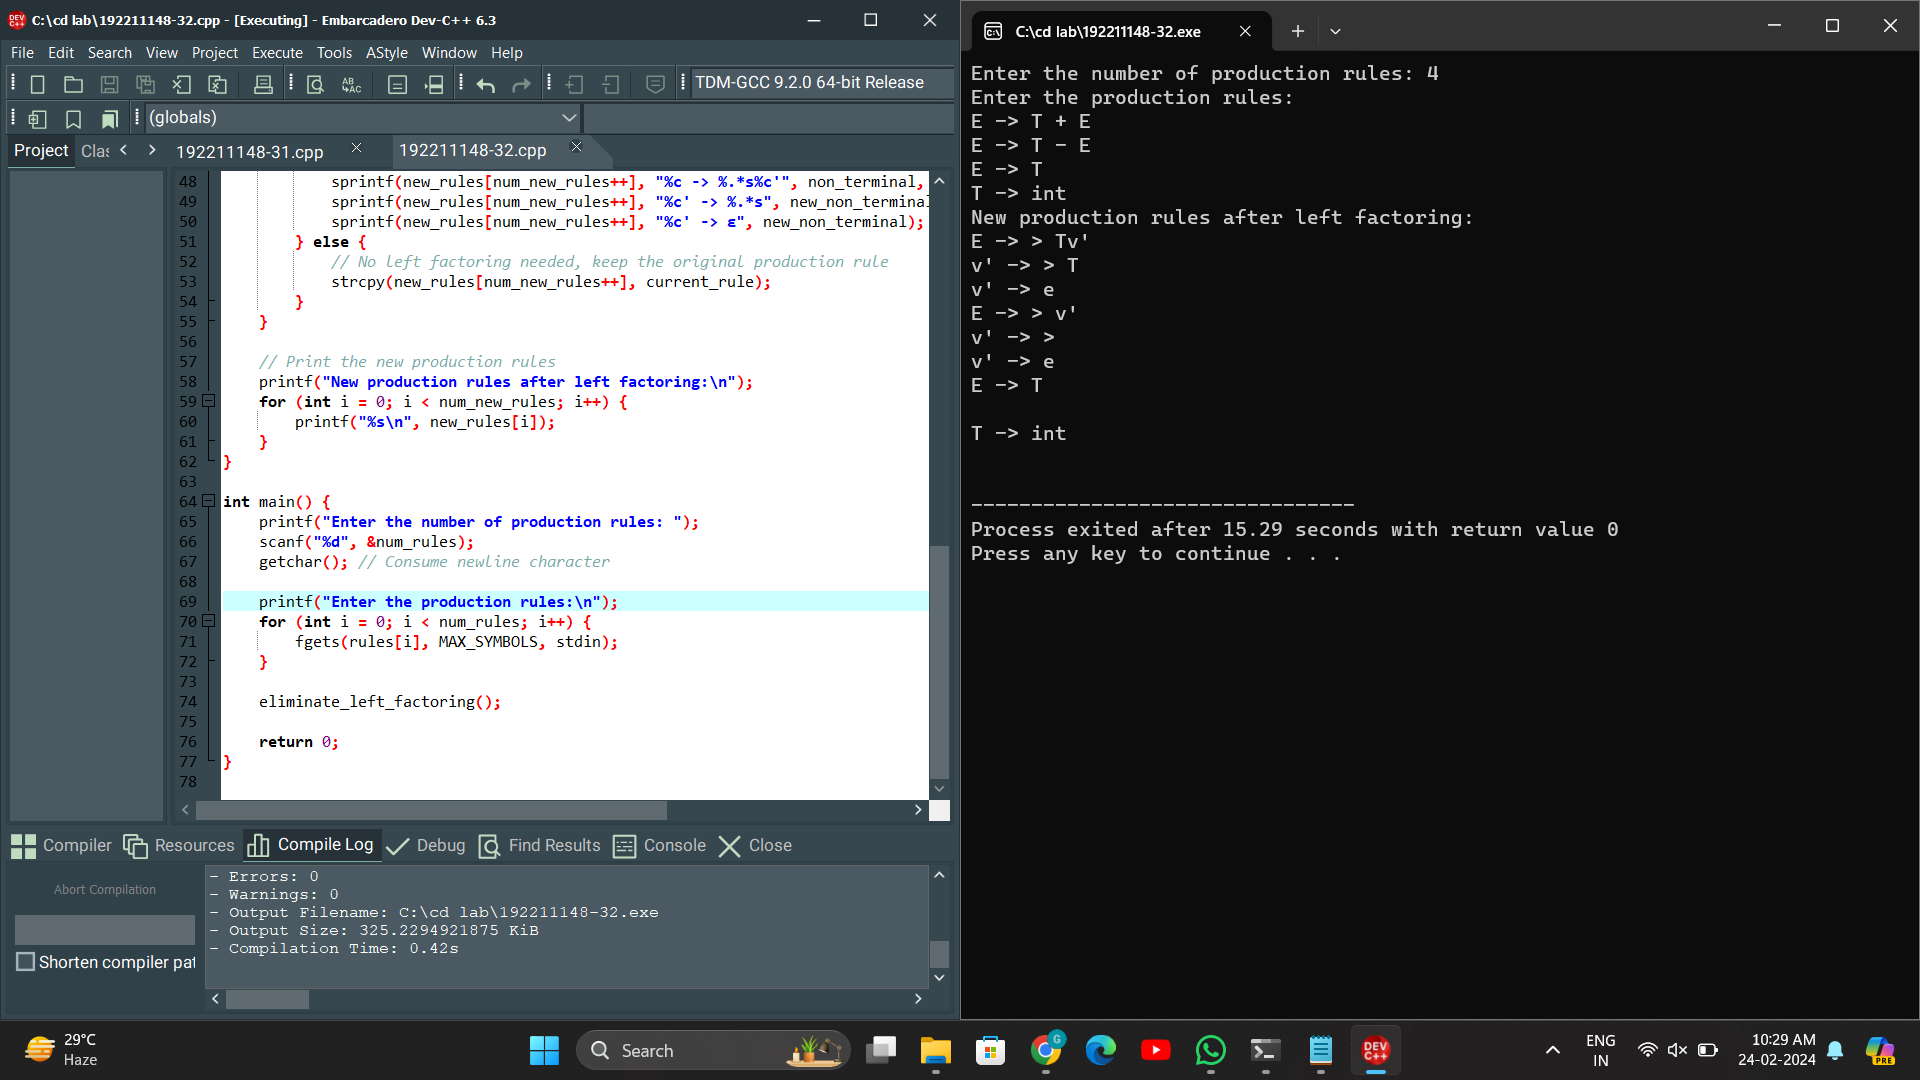 C:\cd lab\192211148-32.cpp - [Executing] - Embarcadero Dev-C++ 6.3
File Edit Search View Project Execute Tools AStyle Window Help
TDM-GCC 9.2.0 64-bit Release
(globals)
Project Clas 192211148-31.cpp 192211148-32.cpp
48 sprintf(new_rules[num_new_rules++], "%c -> %.*s%c'", non_terminal,
49 sprintf(new_rules[num_new_rules++], "%c' -> %.*s", new_non_terminal
50 sprintf(new_rules[num_new_rules++], "%c' -> ε", new_non_terminal);
51 } else {
52 // No left factoring needed, keep the original production rule
53 strcpy(new_rules[num_new_rules++], current_rule);
54 }
55 }
56
57 // Print the new production rules
58 printf("New production rules after left factoring:\n");
59 for (int i = 0; i < num_new_rules; i++) {
60 printf("%s\n", new_rules[i]);
61 }
62 }
63
64 int main() {
65 printf("Enter the number of production rules: ");
66 scanf("%d", &num_rules);
67 getchar(); // Consume newline character
68
69 printf("Enter the production rules:\n");
70 for (int i = 0; i < num_rules; i++) {
71 fgets(rules[i], MAX_SYMBOLS, stdin);
72 }
73
74 eliminate_left_factoring();
75
76 return 0;
77 }
78
Compiler Resources Compile Log Debug Find Results Console Close
Abort Compilation
Shorten compiler pat
- Errors: 0
- Warnings: 0
- Output Filename: C:\cd lab\192211148-32.exe
- Output Size: 325.2294921875 KiB
- Compilation Time: 0.42s
C:\cd lab\192211148-32.exe
Enter the number of production rules: 4
Enter the production rules:
E -> T + E
E -> T - E
E -> T
T -> int
New production rules after left factoring:
E -> > Tv'
v' -> > T
v' -> e
E -> > v'
v' -> >
v' -> e
E -> T
T -> int
--------------------------------
Process exited after 15.29 seconds with return value 0
Press any key to continue . . .
29°C
Haze
Search
ENG
IN
10:29 AM
24-02-2024